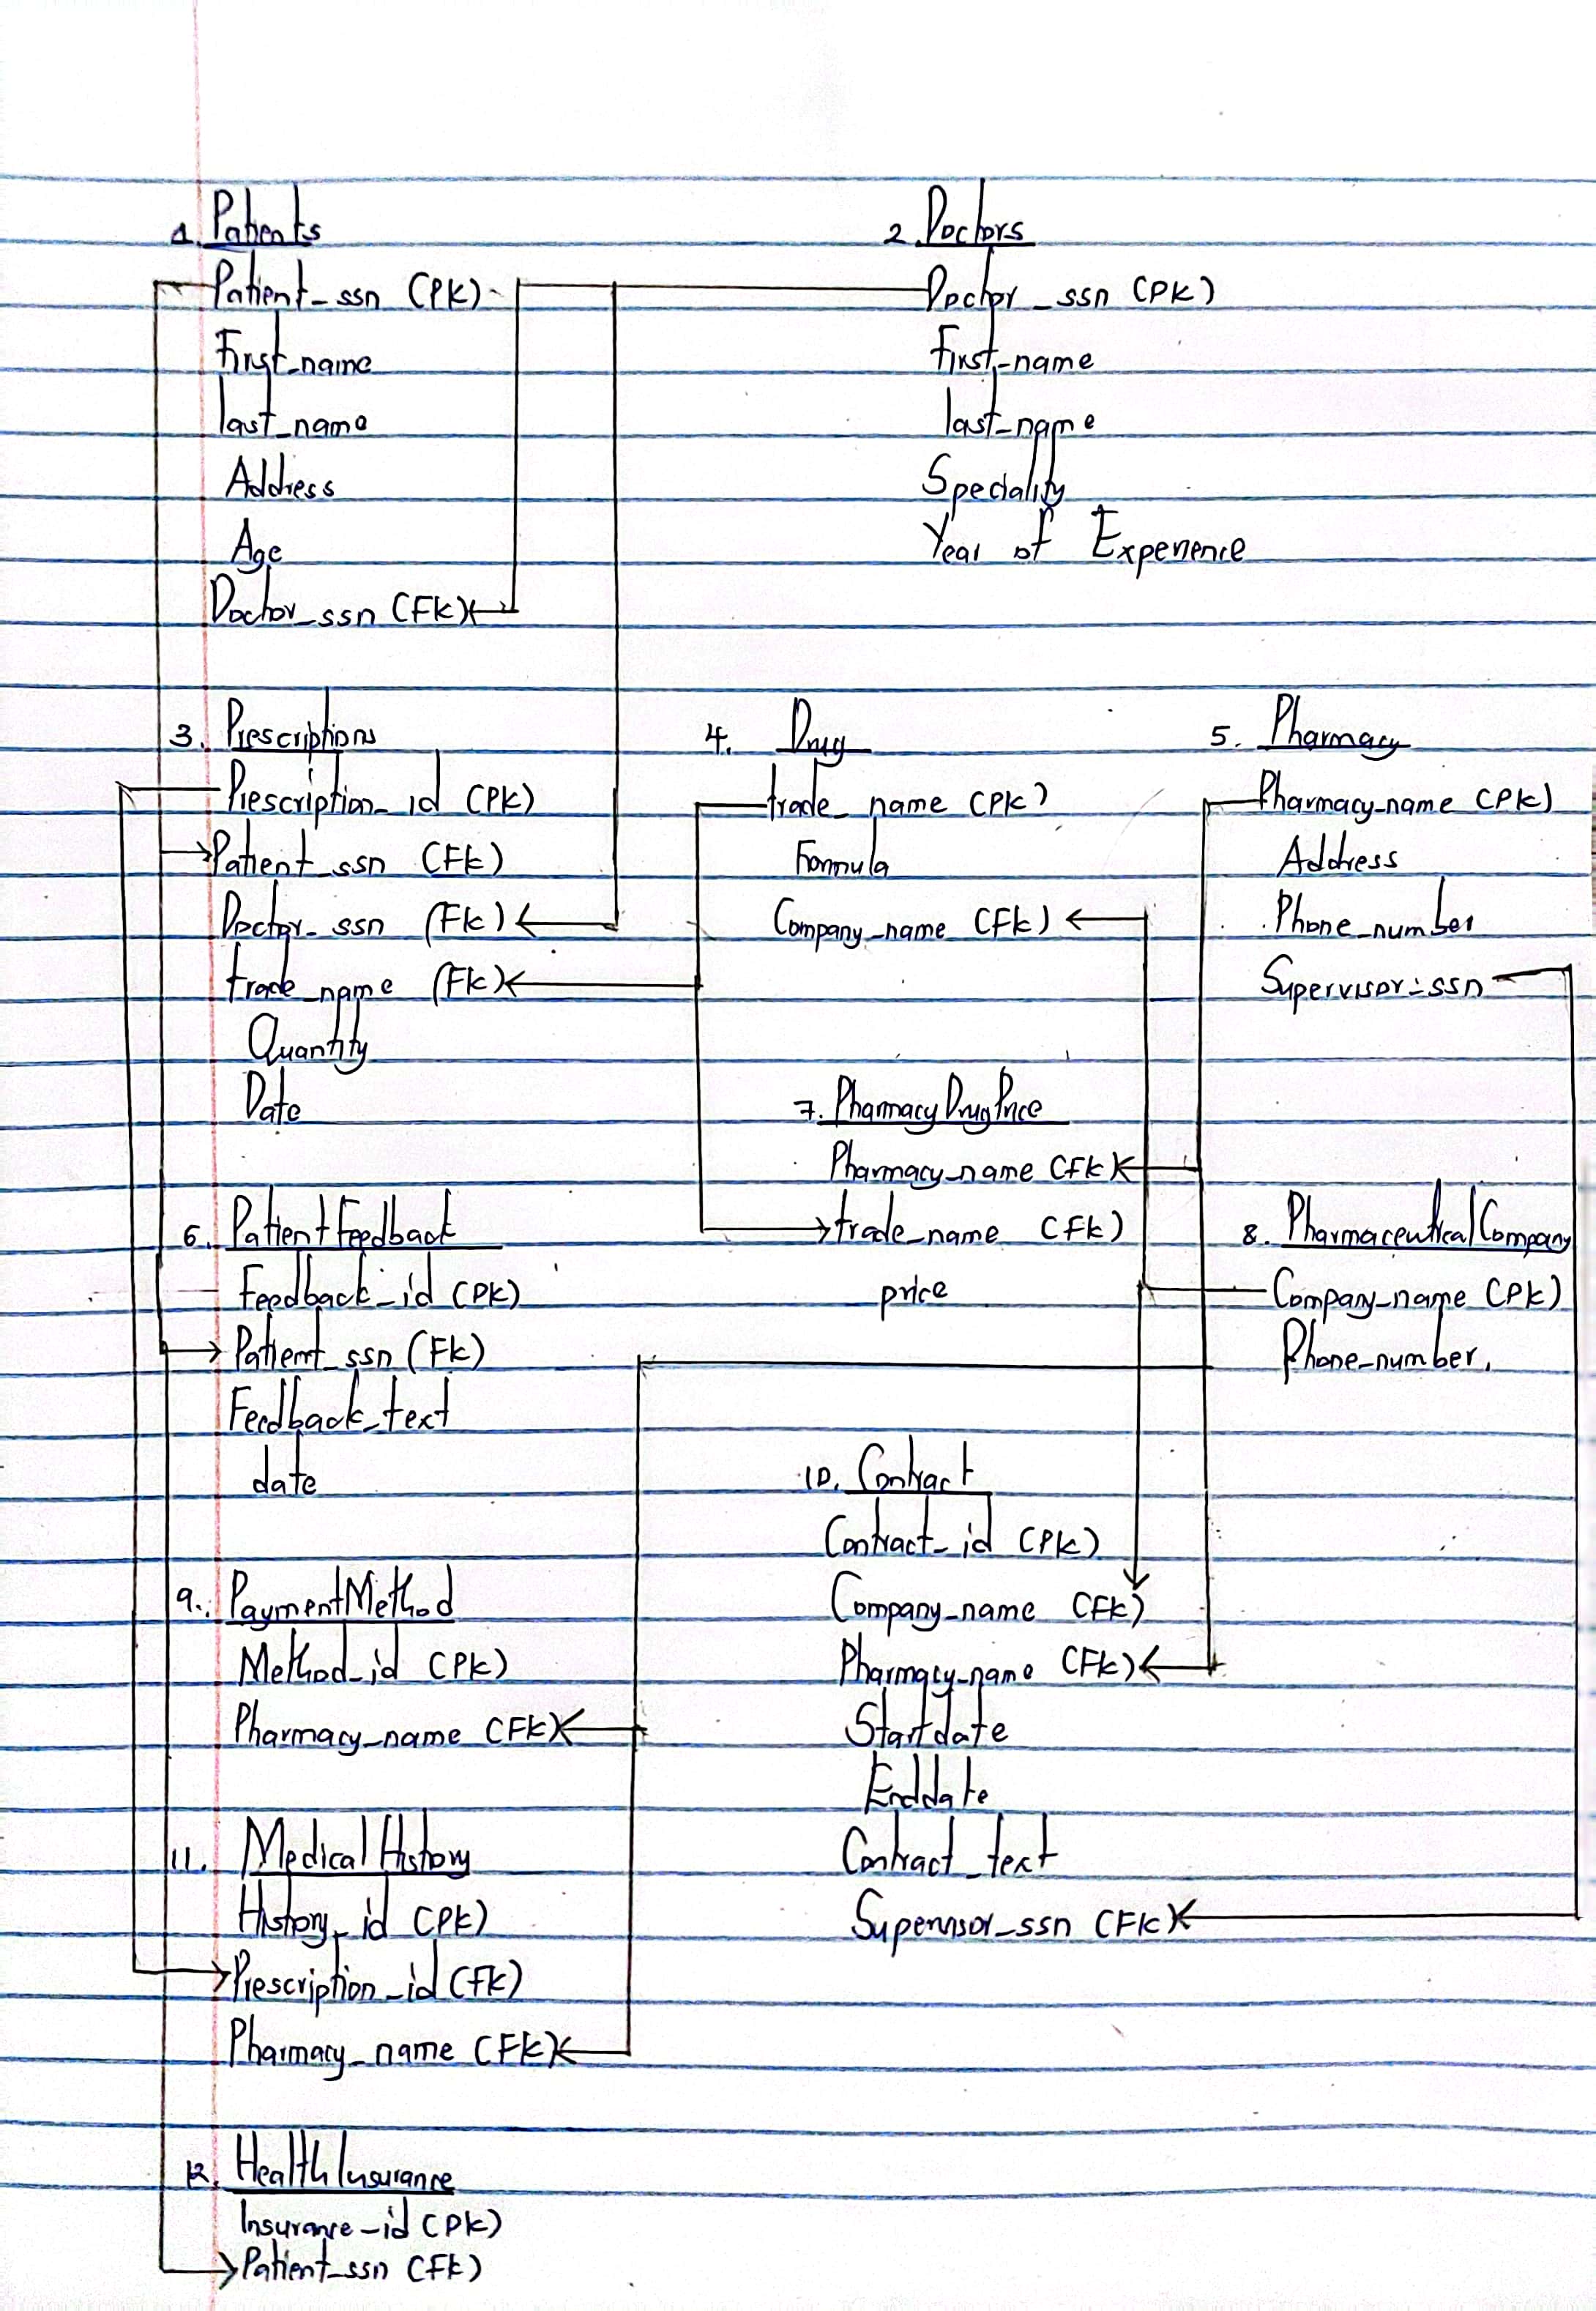 1. Patients
Patient_ssn (PK)
First_name
last_name
Address
Age
Doctor_ssn (FK)
2. Doctors
Doctor_ssn (PK)
First_name
last_name
Speciality
Year of Experience
3. Prescriptions
Prescription_id (PK)
Patient_ssn (FK)
Doctor_ssn (FK)
trade_name (FK)
Quantity
Date
4. Drug
trade_name (PK)
Formula
Company_name (FK)
5. Pharmacy
Pharmacy_name (PK)
Address
Phone_number
Supervisor_ssn
6. PatientFeedback
Feedback_id (PK)
Patient_ssn (FK)
Feedback_text
date
7. PharmacyDrugPrice
Pharmacy_name (FK)
trade_name (FK)
price
8. PharmaceuticalCompany
Company_name (PK)
Phone_number.
9. PaymentMethod
Method_id (PK)
Pharmacy_name (FK)
10. Contract
Contract_id (PK)
Company_name (FK)
Pharmacy_name (FK)
Startdate
Enddate
Contract_text
Supervisor_ssn (FK)
11. MedicalHistory
History_id (PK)
Prescription_id (FK)
Pharmacy_name (FK)
12. HealthInsurance
Insurance_id (PK)
Patient_ssn (FK)